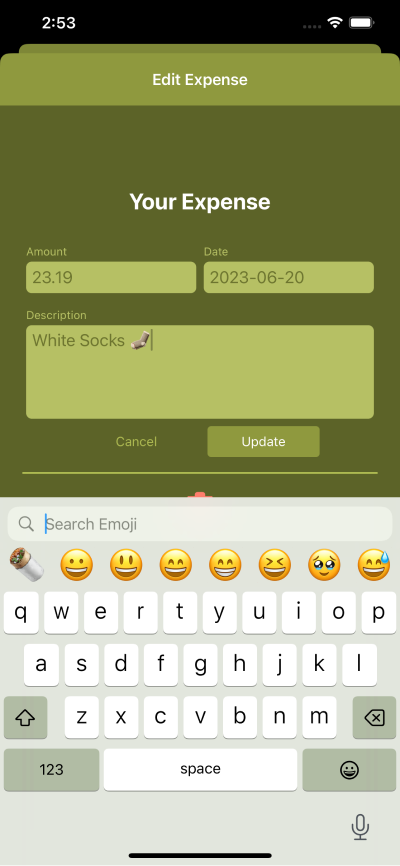 2:53
Edit Expense
Your Expense
Amount Date
23.19 2023-06-20
Description
White Socks 🧦
Cancel Update
Search Emoji
q w e r t y u i o p
a s d f g h j k l
z x c v b n m
123 space